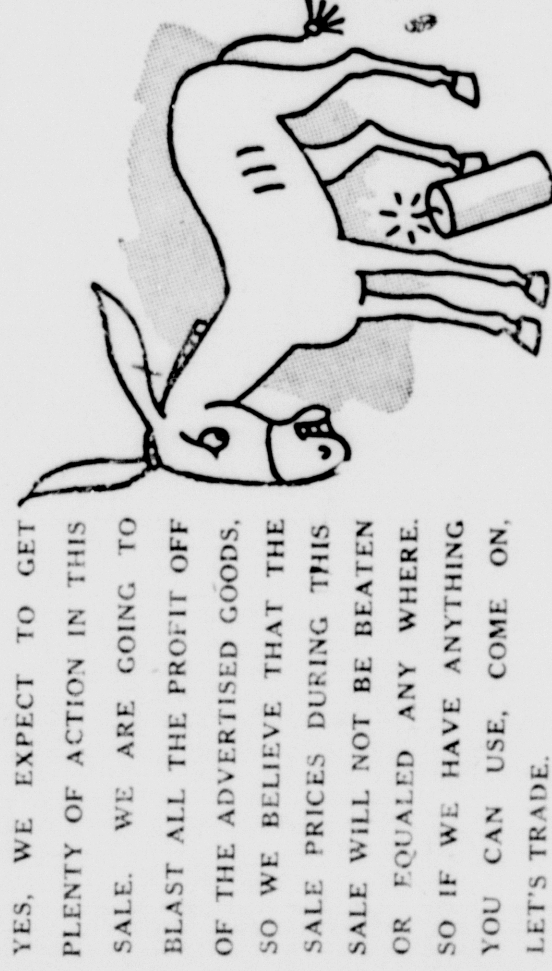 YES, WE EXPECT TO GET
PLENTY OF ACTION IN THIS
SALE. WE ARE GOING TO
BLAST ALL THE PROFIT OFF
OF THE ADVERTISED GOODS,
SO WE BELIEVE THAT THE
SALE PRICES DURING THIS
SALE WILL NOT BE BEATEN
OR EQUALED ANY WHERE.
SO IF WE HAVE ANYTHING
YOU CAN USE, COME ON,
LET'S TRADE.